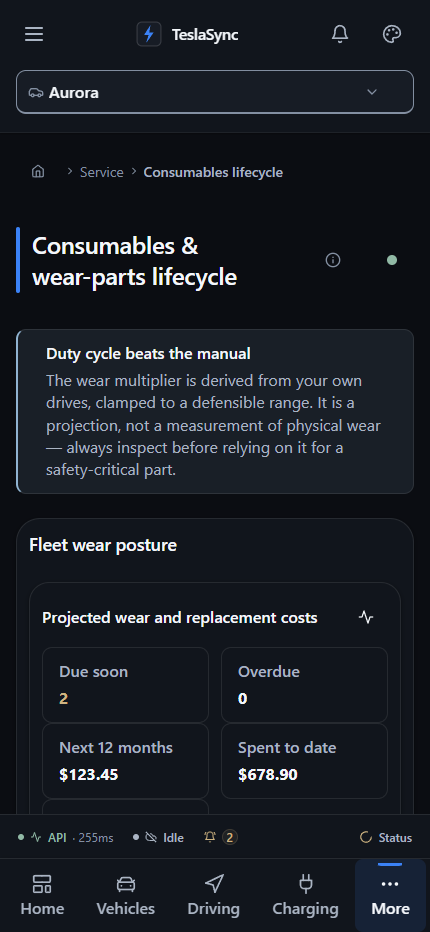 TeslaSync
Aurora
Service
Consumables lifecycle
Consumables &
wear-parts lifecycle
Duty cycle beats the manual
The wear multiplier is derived from your own
drives, clamped to a defensible range. It is a
projection, not a measurement of physical wear
— always inspect before relying on it for a
safety-critical part.
Fleet wear posture
Projected wear and replacement costs
Due soon
2
Overdue
0
Next 12 months
$123.45
Spent to date
$678.90
API · 255ms
Idle
2
Status
Home
Vehicles
Driving
Charging
More